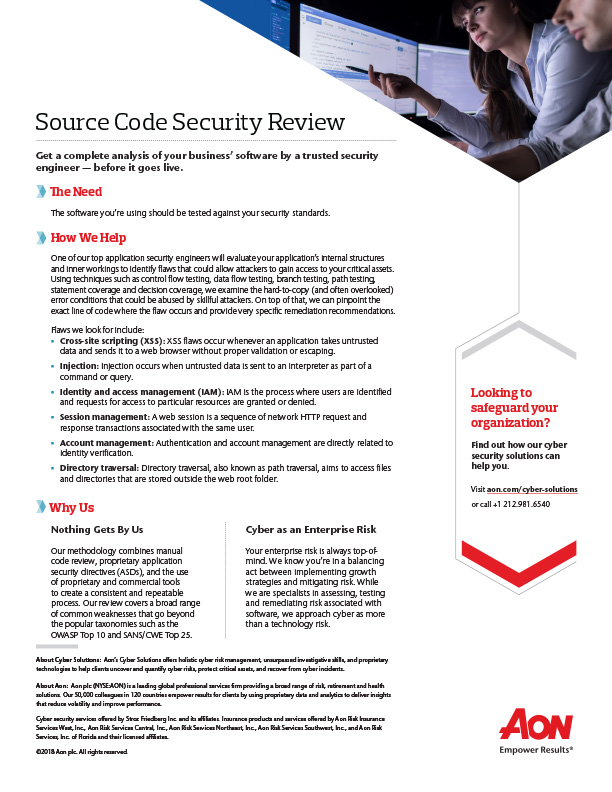 Source Code Security Review
Get a complete analysis of your business’ software by a trusted security
engineer — before it goes live.
The Need
The software you’re using should be tested against your security standards.
How We Help
One of our top application security engineers will evaluate your application’s internal structures
and inner workings to identify flaws that could allow attackers to gain access to your critical assets.
Using techniques such as control flow testing, data flow testing, branch testing, path testing,
statement coverage and decision coverage, we examine the hard-to-copy (and often overlooked)
error conditions that could be abused by skillful attackers. On top of that, we can pinpoint the
exact line of code where the flaw occurs and provide very specific remediation recommendations.
Flaws we look for include:
• Cross-site scripting (XSS): XSS flaws occur whenever an application takes untrusted
data and sends it to a web browser without proper validation or escaping.
• Injection: Injection occurs when untrusted data is sent to an interpreter as part of a
command or query.
• Identity and access management (IAM): IAM is the process where users are identified
and requests for access to particular resources are granted or denied.
• Session management: A web session is a sequence of network HTTP request and
response transactions associated with the same user.
• Account management: Authentication and account management are directly related to
identity verification.
• Directory traversal: Directory traversal, also known as path traversal, aims to access files
and directories that are stored outside the web root folder.
Why Us
Nothing Gets By Us
Our methodology combines manual
code review, proprietary application
security directives (ASDs), and the use
of proprietary and commercial tools
to create a consistent and repeatable
process. Our review covers a broad range
of common weaknesses that go beyond
the popular taxonomies such as the
OWASP Top 10 and SANS/CWE Top 25.
Cyber as an Enterprise Risk
Your enterprise risk is always top-of-
mind. We know you’re in a balancing
act between implementing growth
strategies and mitigating risk. While
we are specialists in assessing, testing
and remediating risk associated with
software, we approach cyber as more
than a technology risk.
Looking to
safeguard your
organization?
Find out how our cyber
security solutions can
help you.
Visit aon.com/cyber-solutions
or call +1 212.981.6540
About Cyber Solutions: Aon’s Cyber Solutions offers holistic cyber risk management, unsurpassed investigative skills, and proprietary
technologies to help clients uncover and quantify cyber risks, protect critical assets, and recover from cyber incidents.
About Aon: Aon plc (NYSE:AON) is a leading global professional services firm providing a broad range of risk, retirement and health
solutions. Our 50,000 colleagues in 120 countries empower results for clients by using proprietary data and analytics to deliver insights
that reduce volatility and improve performance.
Cyber security services offered by Stroz Friedberg Inc. and its affiliates. Insurance products and services offered by Aon Risk Insurance
Services West, Inc., Aon Risk Services Central, Inc., Aon Risk Services Northeast, Inc., Aon Risk Services Southwest, Inc., and Aon Risk
Services, Inc. of Florida and their licensed affiliates.
©2018 Aon plc. All rights reserved.
AON
Empower Results®